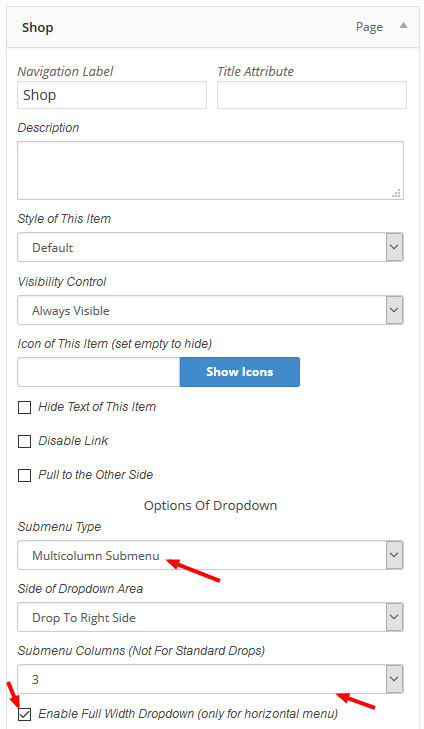 Shop Page
Navigation Label Title Attribute
Shop
Description
Style of This Item
Default
Visibility Control
Always Visible
Icon of This Item (set empty to hide)
Show Icons
Hide Text of This Item
Disable Link
Pull to the Other Side
Options Of Dropdown
Submenu Type
Multicolumn Submenu
Side of Dropdown Area
Drop To Right Side
Submenu Columns (Not For Standard Drops)
3
Enable Full Width Dropdown (only for horizontal menu)